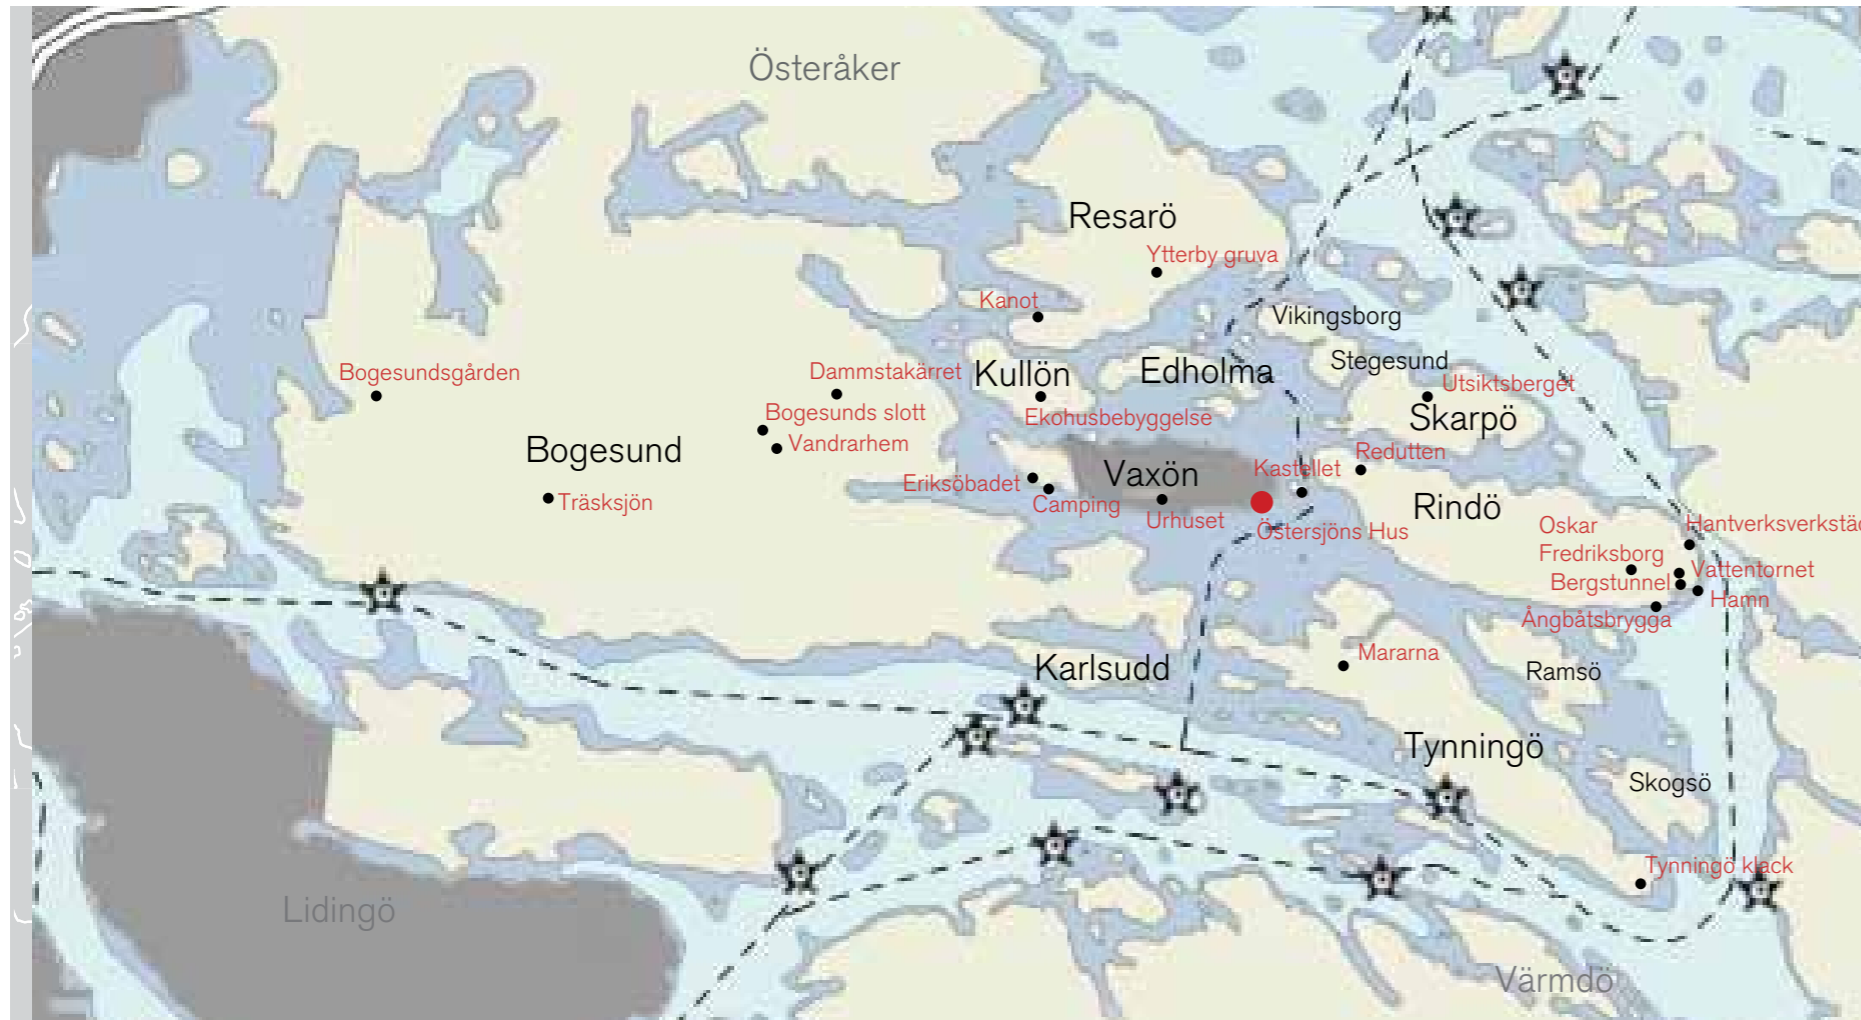 Österåker
Resarö
Ytterby gruva
Kanot
Vikingsborg
Stegesund
Bogesundsgården
Dammstakärret
Kullön
Edholma
Utsiktsberget
Bogesunds slott
Ekohusbebyggelse
Skarpö
Bogesund
Vandrarhem
Redutten
Vaxön
Kastellet
Eriksöbadet
Camping
Träsksjön
Urhuset
Rindö
Östersjöns Hus
Oskar
Fredriksborg
Hantverksverkstäd
Vattentornet
Bergstunnel
Hamn
Ångbåtsbrygga
Karlsudd
Mararna
Ramsö
Tynningö
Skogsö
Tynningö klack
Lidingö
Värmdö